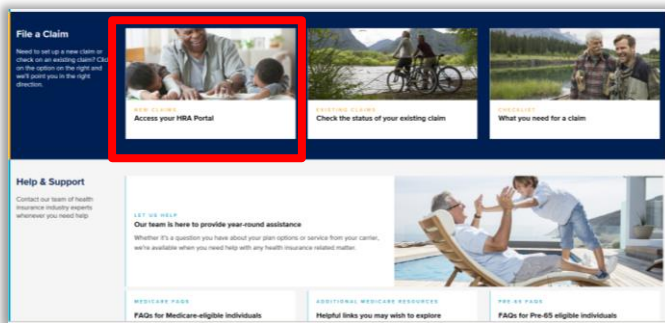 File a Claim
Need to set up a new claim or
check on an existing claim? Clic
on the option on the right and
we'll point you in the right
direction.
NEW CLAIMS
Access your HRA Portal
EXISTING CLAIMS
Check the status of your existing claim
CHECKLIST
What you need for a claim
Help & Support
Contact our team of health
insurance industry experts
whenever you need help
LET US HELP
Our team is here to provide year-round assistance
Whether it's a question you have about your plan options or service from your carrier,
we're available when you need help with any health insurance related matter.
MEDICARE FAQS
FAQs for Medicare-eligible individuals
ADDITIONAL MEDICARE RESOURCES
Helpful links you may wish to explore
PRE-65 FAQS
FAQs for Pre-65 eligible individuals